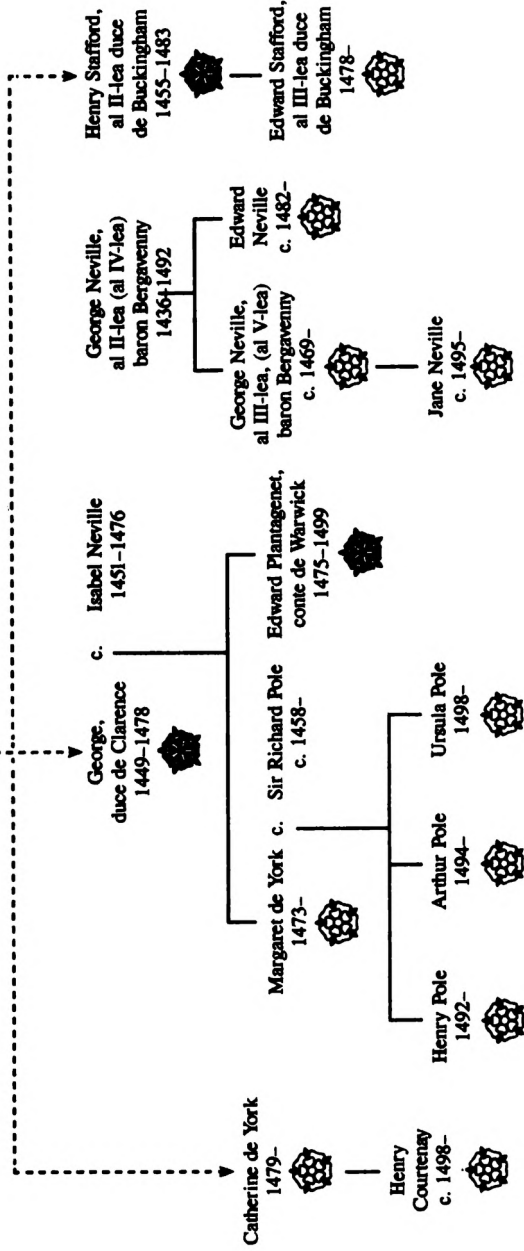 Henry Stafford,
al II-lea duce
de Buckingham
1455–1483
Edward Stafford,
al III-lea duce
de Buckingham
1478–
George Neville,
al II-lea (al IV-lea)
baron Bergavenny
1436+1492
George Neville,
al III-lea, (al V-lea)
baron Bergavenny
c. 1469–
Edward
Neville
c. 1482–
Jane Neville
c. 1495–
George,
duce de Clarence
1449–1478
c.
Isabel Neville
1451–1476
Margaret de York
1473–
c.
Sir Richard Pole
c. 1458–
Edward Plantagenet,
conte de Warwick
1475–1499
Henry Pole
1492–
Arthur Pole
1494–
Ursula Pole
1498–
Catherine de York
1479–
Henry
Courtenay
c. 1498–